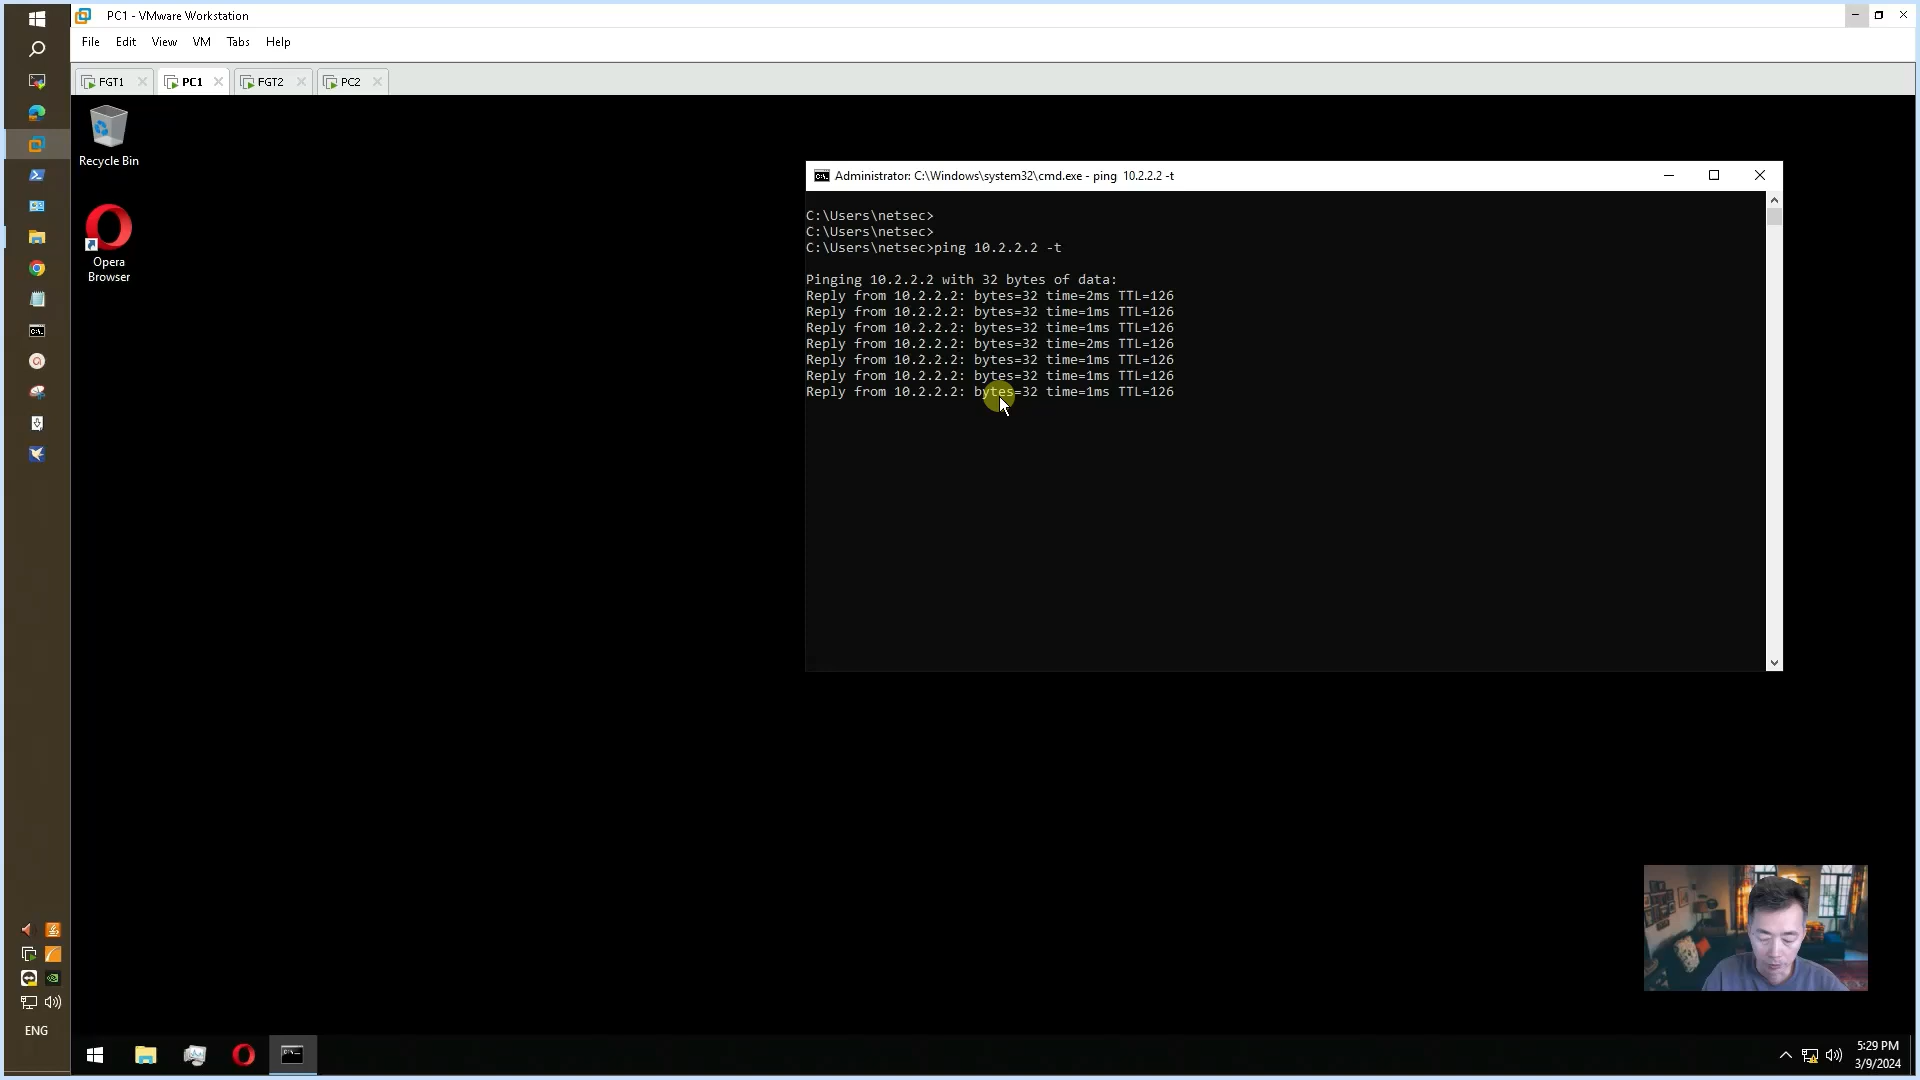 PC1 - VMware Workstation
File Edit View VM Tabs Help
FGT1 PC1 FGT2 PC2
Recycle Bin
Opera
Browser
Administrator: C:\Windows\system32\cmd.exe - ping 10.2.2.2 -t
C:\Users\netsec>
C:\Users\netsec>
C:\Users\netsec>ping 10.2.2.2 -t
Pinging 10.2.2.2 with 32 bytes of data:
Reply from 10.2.2.2: bytes=32 time=2ms TTL=126
Reply from 10.2.2.2: bytes=32 time=1ms TTL=126
Reply from 10.2.2.2: bytes=32 time=1ms TTL=126
Reply from 10.2.2.2: bytes=32 time=2ms TTL=126
Reply from 10.2.2.2: bytes=32 time=1ms TTL=126
Reply from 10.2.2.2: bytes=32 time=1ms TTL=126
Reply from 10.2.2.2: bytes=32 time=1ms TTL=126
ENG
5:29 PM
3/9/2024